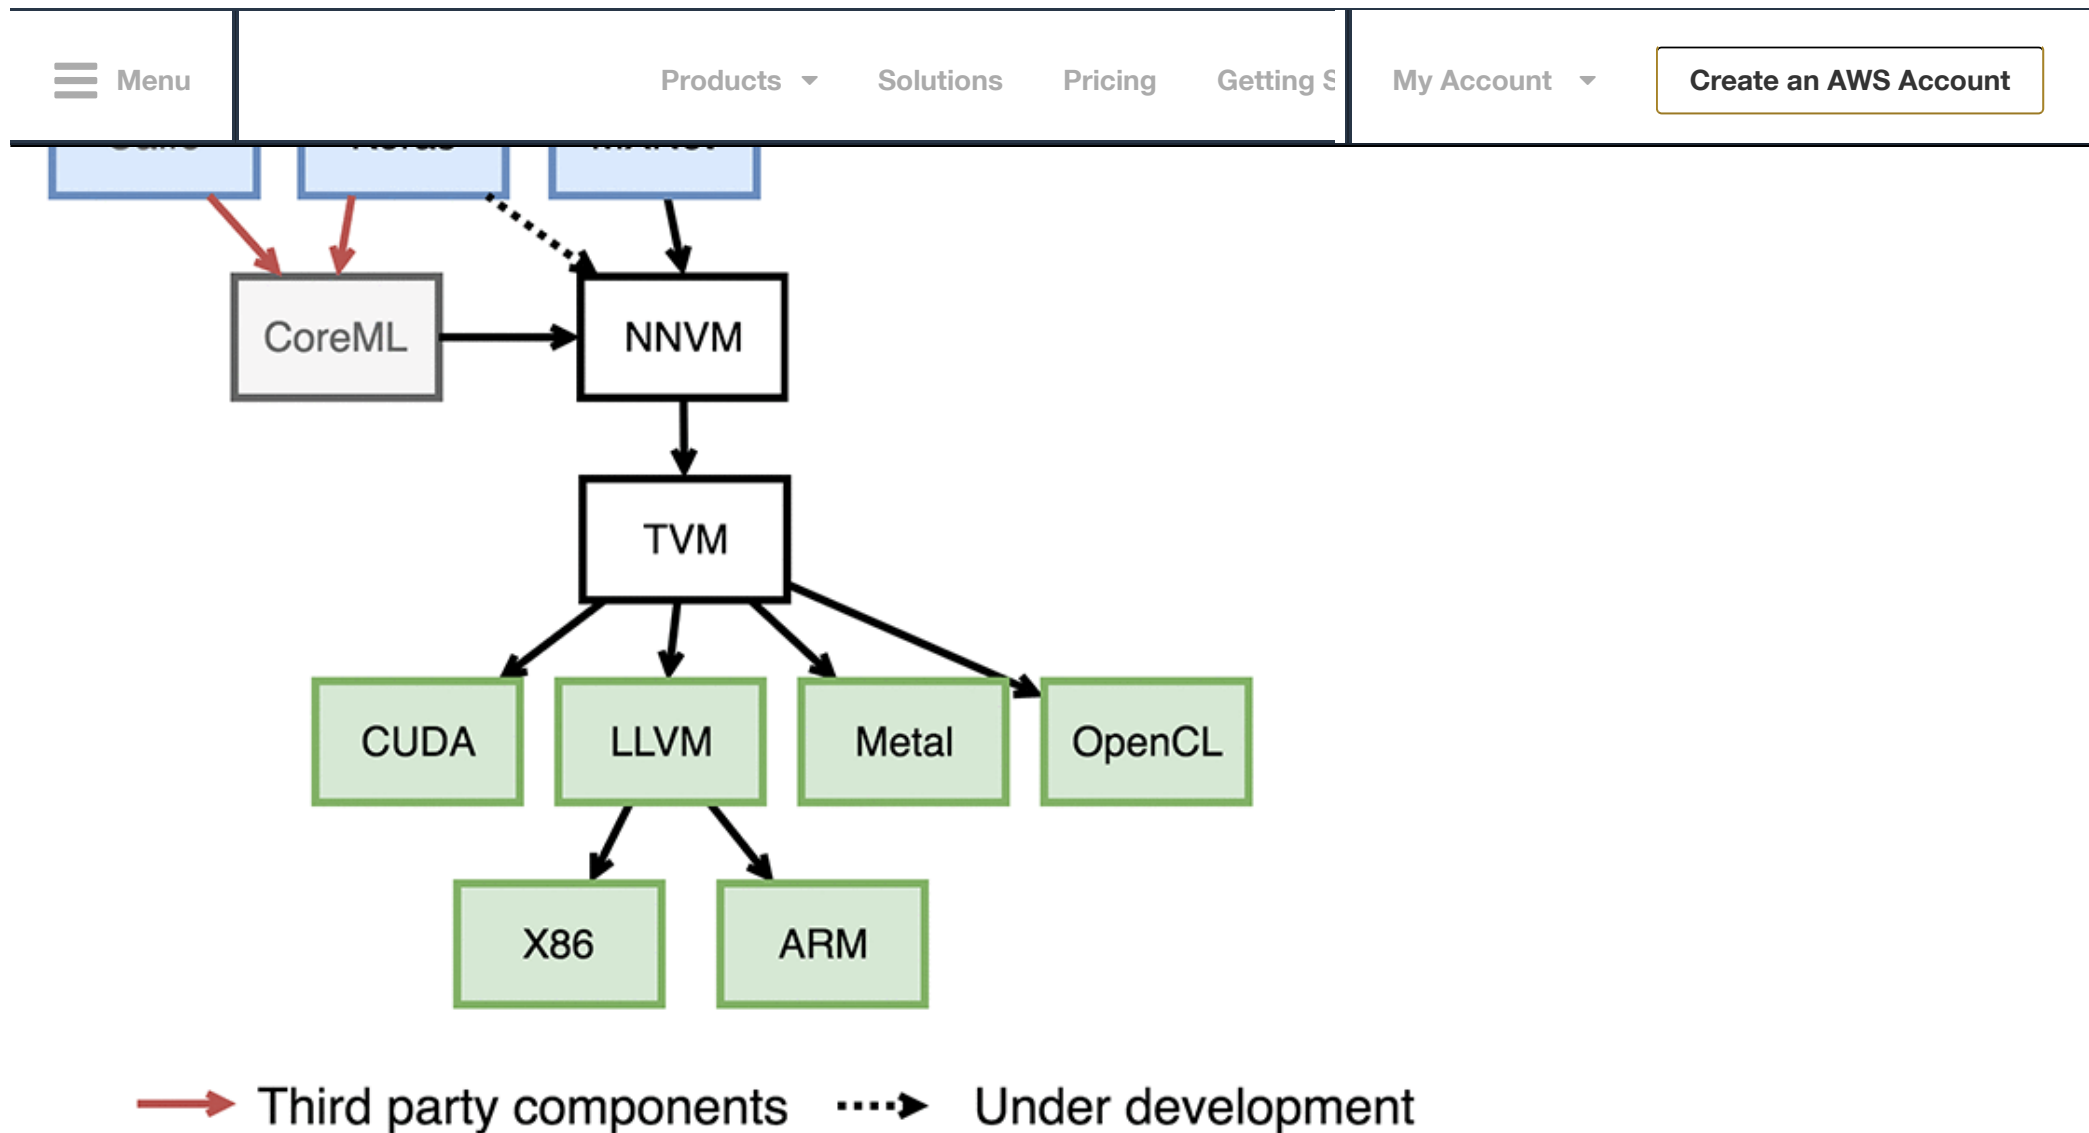 Menu
Products Solutions Pricing Getting S
My Account
Create an AWS Account
CoreML NNVM
TVM
CUDA LLVM Metal OpenCL
X86 ARM
Third party components Under development